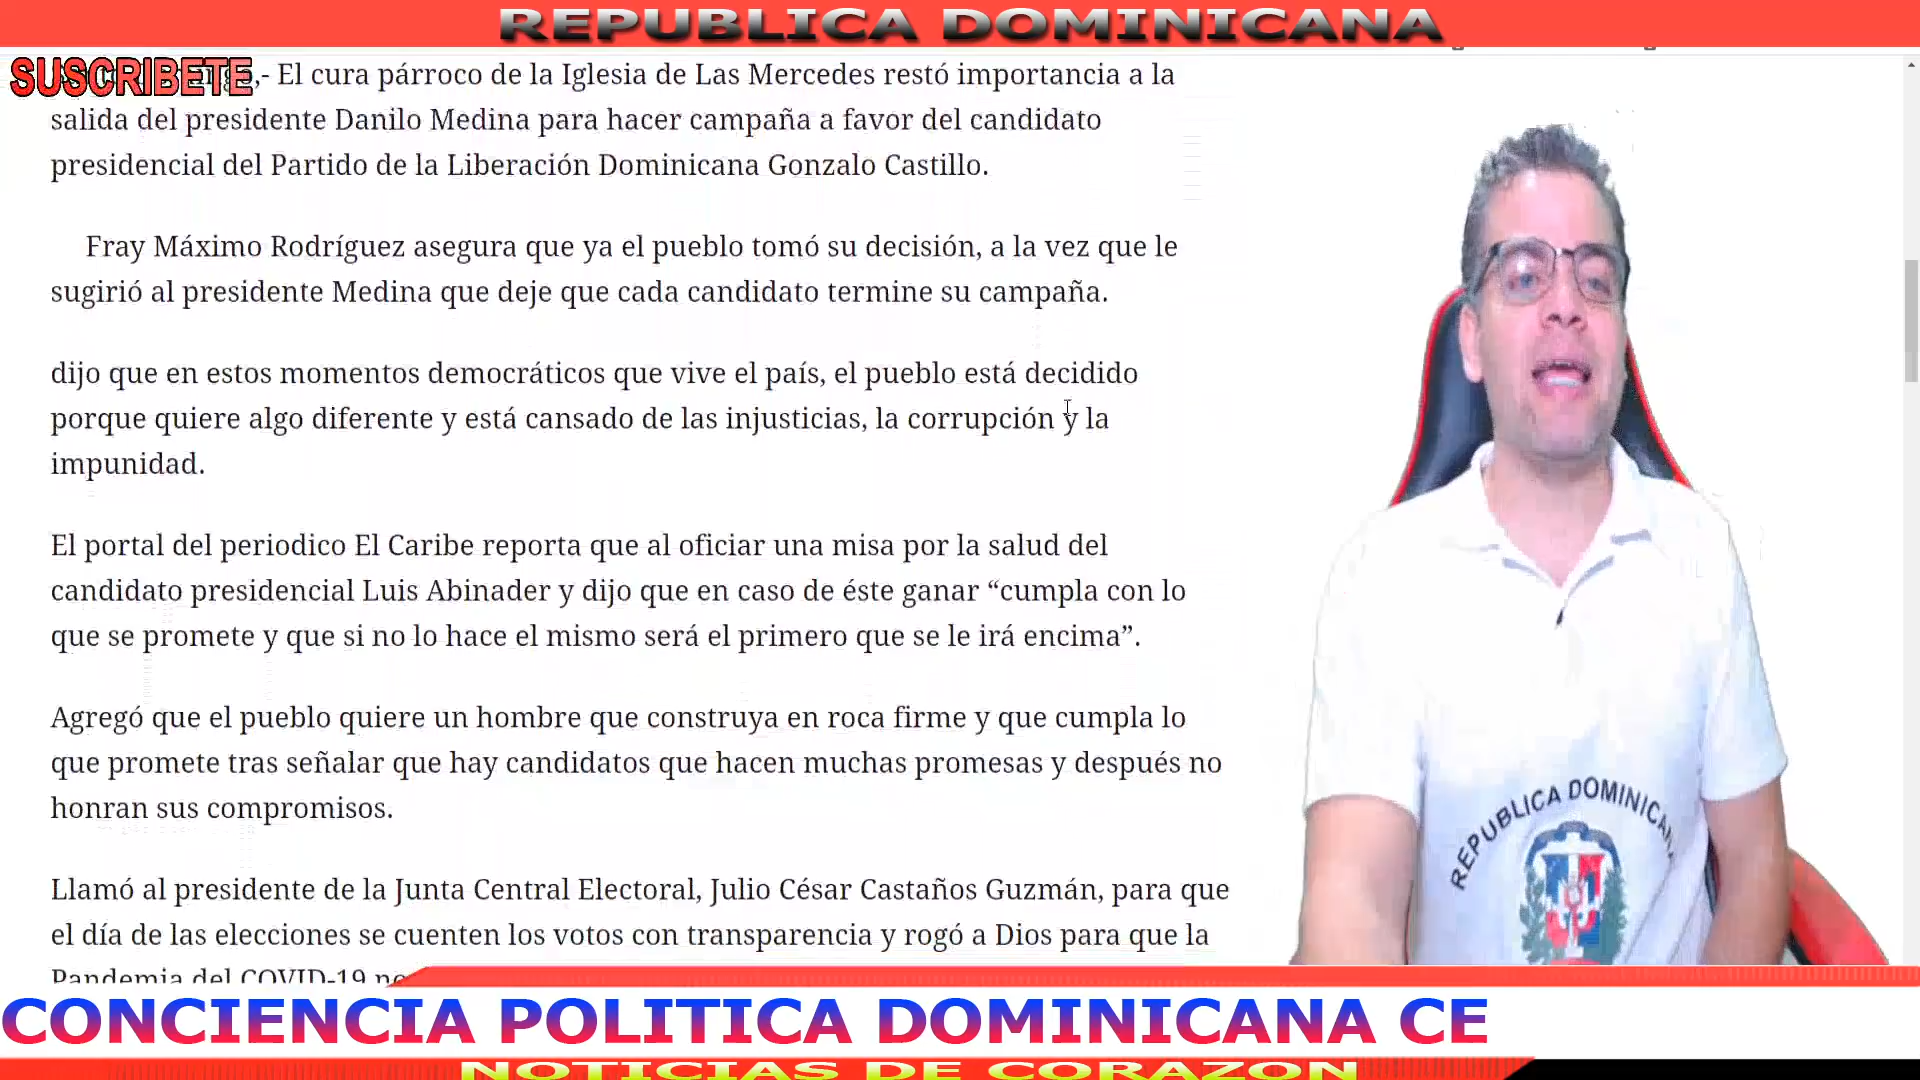 REPUBLICA DOMINICANA
SUSCRIBETE
,- El cura párroco de la Iglesia de Las Mercedes restó importancia a la
salida del presidente Danilo Medina para hacer campaña a favor del candidato
presidencial del Partido de la Liberación Dominicana Gonzalo Castillo.
Fray Máximo Rodríguez asegura que ya el pueblo tomó su decisión, a la vez que le
sugirió al presidente Medina que deje que cada candidato termine su campaña.
dijo que en estos momentos democráticos que vive el país, el pueblo está decidido
porque quiere algo diferente y está cansado de las injusticias, la corrupción y la
impunidad.
El portal del periodico El Caribe reporta que al oficiar una misa por la salud del
candidato presidencial Luis Abinader y dijo que en caso de éste ganar “cumpla con lo
que se promete y que si no lo hace el mismo será el primero que se le irá encima”.
Agregó que el pueblo quiere un hombre que construya en roca firme y que cumpla lo
que promete tras señalar que hay candidatos que hacen muchas promesas y después no
honran sus compromisos.
Llamó al presidente de la Junta Central Electoral, Julio César Castaños Guzmán, para que
el día de las elecciones se cuenten los votos con transparencia y rogó a Dios para que la
Pandemia del COVID-19
REPUBLICA DOMINICANA
CONCIENCIA POLITICA DOMINICANA CE
NOTICIAS DE CORAZON